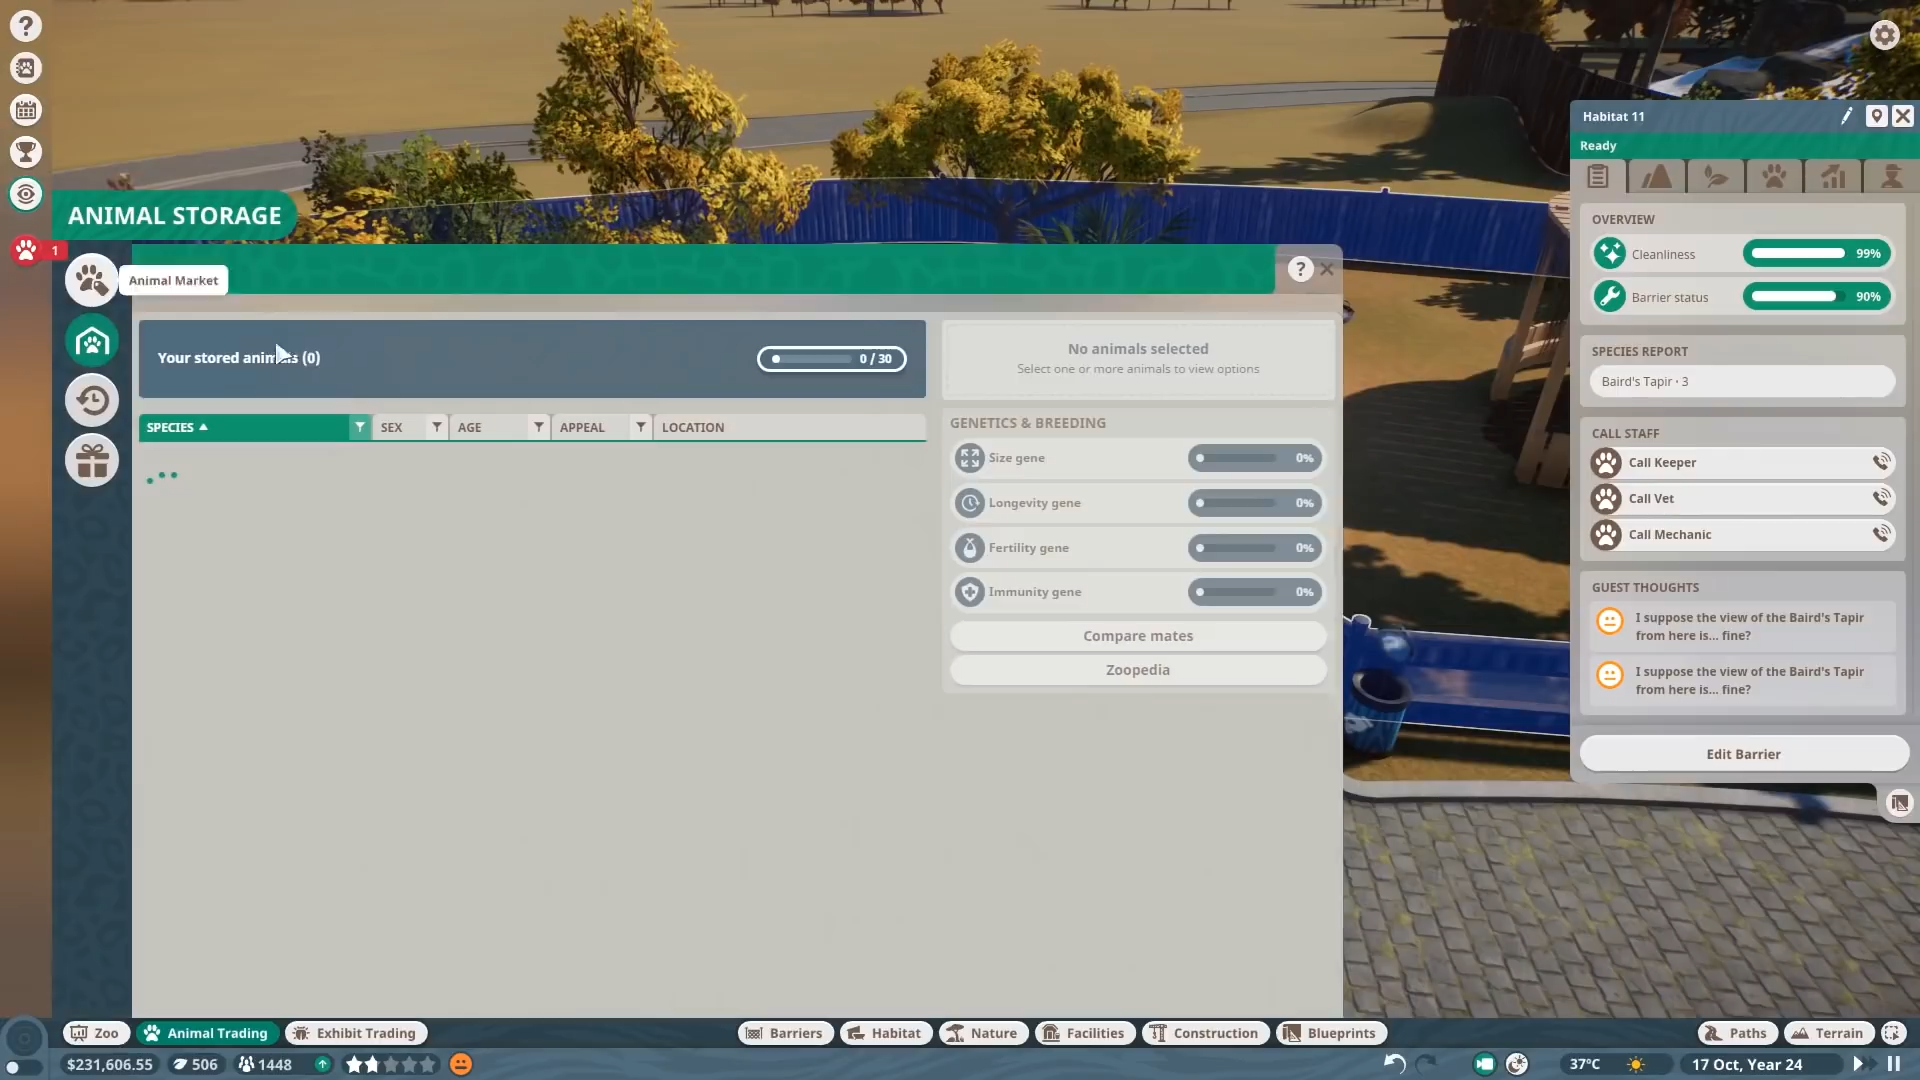 ?
ANIMAL STORAGE
1
Animal Market
?
Your stored animals (0)
0 / 30
No animals selected
Select one or more animals to view options
SPECIES
SEX
AGE
APPEAL
LOCATION
GENETICS & BREEDING
Size gene
0%
Longevity gene
0%
Fertility gene
0%
Immunity gene
0%
Compare mates
Zoopedia
Habitat 11
Ready
OVERVIEW
Cleanliness
99%
Barrier status
90%
SPECIES REPORT
Baird's Tapir • 3
CALL STAFF
Call Keeper
Call Vet
Call Mechanic
GUEST THOUGHTS
I suppose the view of the Baird's Tapir
from here is... fine?
I suppose the view of the Baird's Tapir
from here is... fine?
Edit Barrier
Zoo
Animal Trading
Exhibit Trading
Barriers
Habitat
Nature
Facilities
Construction
Blueprints
Paths
Terrain
$231,606.55
506
1448
37°C
17 Oct, Year 24